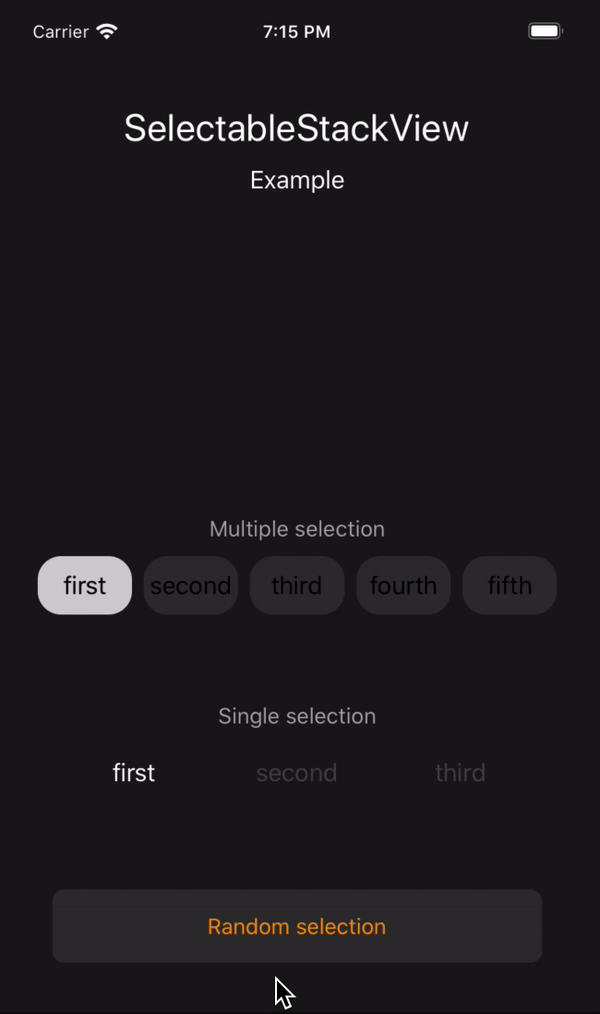 Carrier 7:15 PM
SelectableStackView
Example
Multiple selection
first second third fourth fifth
Single selection
first second third
Random selection